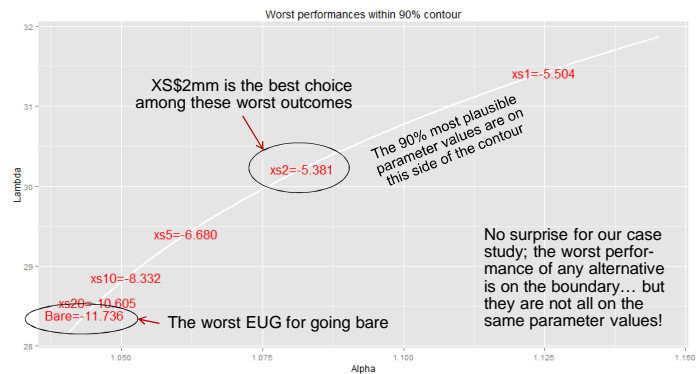 Worst performances within 90% contour
32
31
30
29
28
Lambda
xs1=-5.504
XS$2mm is the best choice
among these worst outcomes
The 90% most plausible
parameter values are on
this side of the contour
xs2=-5.381
xs5=-6.680
No surprise for our case
study; the worst perfor-
mance of any alternative
is on the boundary... but
they are not all on the
same parameter values!
xs10=-8.332
xs20=-10.605
Bare=-11.736
The worst EUG for going bare
1.050
1.075
1.100
1.125
1.150
Alpha